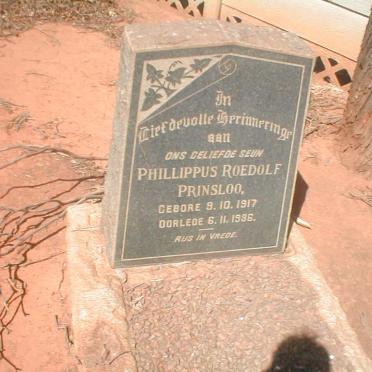 In
Liefdevolle Herinneringe
aan
ONS GELIEFDE SEUN
PHILLIPPUS ROEDOLF
PRINSLOO,
GEBORE 9.10.1917
OORLEDE 6.11.1936.
RUS IN VREDE.